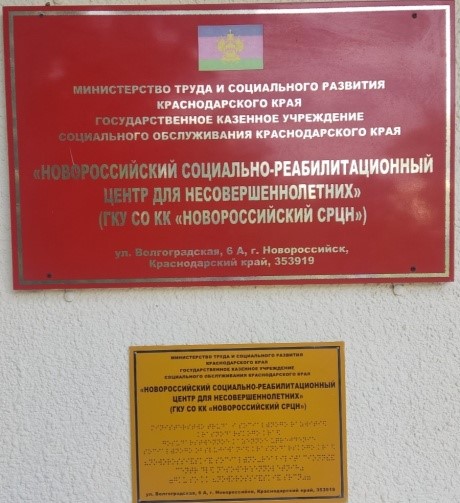 МИНИСТЕРСТВО ТРУДА И СОЦИАЛЬНОГО РАЗВИТИЯ
КРАСНОДАРСКОГО КРАЯ
ГОСУДАРСТВЕННОЕ КАЗЕННОЕ УЧРЕЖДЕНИЕ
СОЦИАЛЬНОГО ОБСЛУЖИВАНИЯ КРАСНОДАРСКОГО КРАЯ
«НОВОРОССИЙСКИЙ СОЦИАЛЬНО-РЕАБИЛИТАЦИОННЫЙ
ЦЕНТР ДЛЯ НЕСОВЕРШЕННОЛЕТНИХ»
(ГКУ СО КК «НОВОРОССИЙСКИЙ СРЦН»)
ул. Волгоградская, 6 А, г. Новороссийск,
Краснодарский край, 353919
МИНИСТЕРСТВО ТРУДА И СОЦИАЛЬНОГО РАЗВИТИЯ
КРАСНОДАРСКОГО КРАЯ
ГОСУДАРСТВЕННОЕ КАЗЕННОЕ УЧРЕЖДЕНИЕ
СОЦИАЛЬНОГО ОБСЛУЖИВАНИЯ КРАСНОДАРСКОГО КРАЯ
«НОВОРОССИЙСКИЙ СОЦИАЛЬНО-РЕАБИЛИТАЦИОННЫЙ
ЦЕНТР ДЛЯ НЕСОВЕРШЕННОЛЕТНИХ»
(ГКУ СО КК «НОВОРОССИЙСКИЙ СРЦН»)
ул. Волгоградская, 6 А, г. Новороссийск, Краснодарский край, 353919